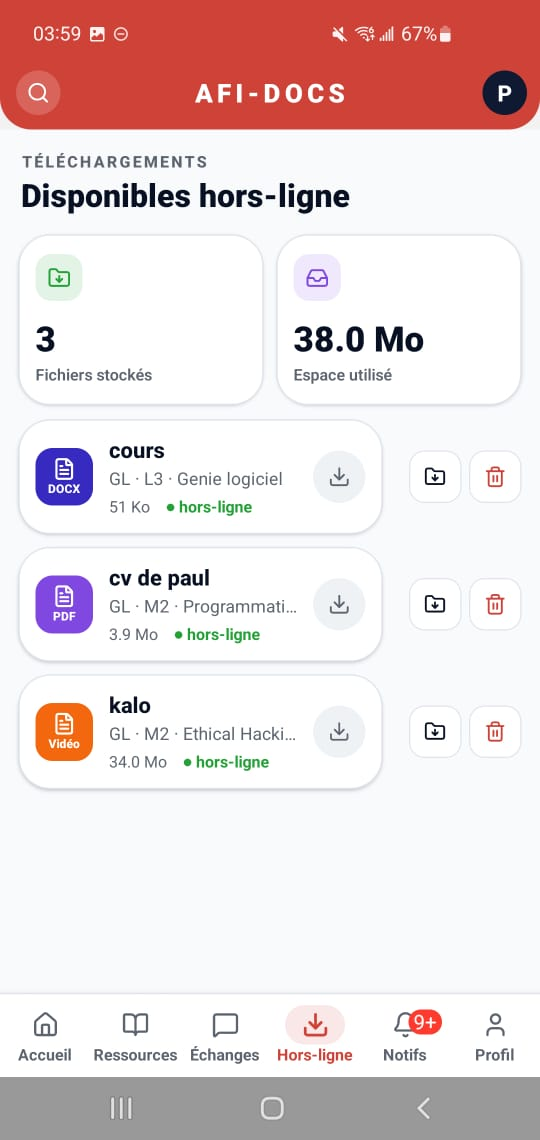 03:59 67%
AFI-DOCS P
TÉLÉCHARGEMENTS
Disponibles hors-ligne
3
Fichiers stockés
38.0 Mo
Espace utilisé
DOCX
cours
GL · L3 · Genie logiciel
51 Ko ● hors-ligne
PDF
cv de paul
GL · M2 · Programmati...
3.9 Mo ● hors-ligne
Vidéo
kalo
GL · M2 · Ethical Hacki...
34.0 Mo ● hors-ligne
9+
Accueil Ressources Échanges Hors-ligne Notifs Profil